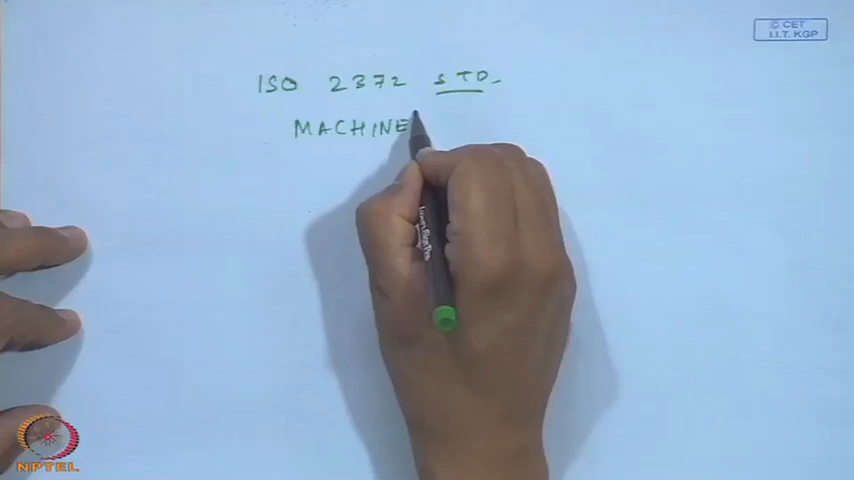 © CET
I.I.T. KGP
ISO 2372 STD.
MACHINE
NPTEL